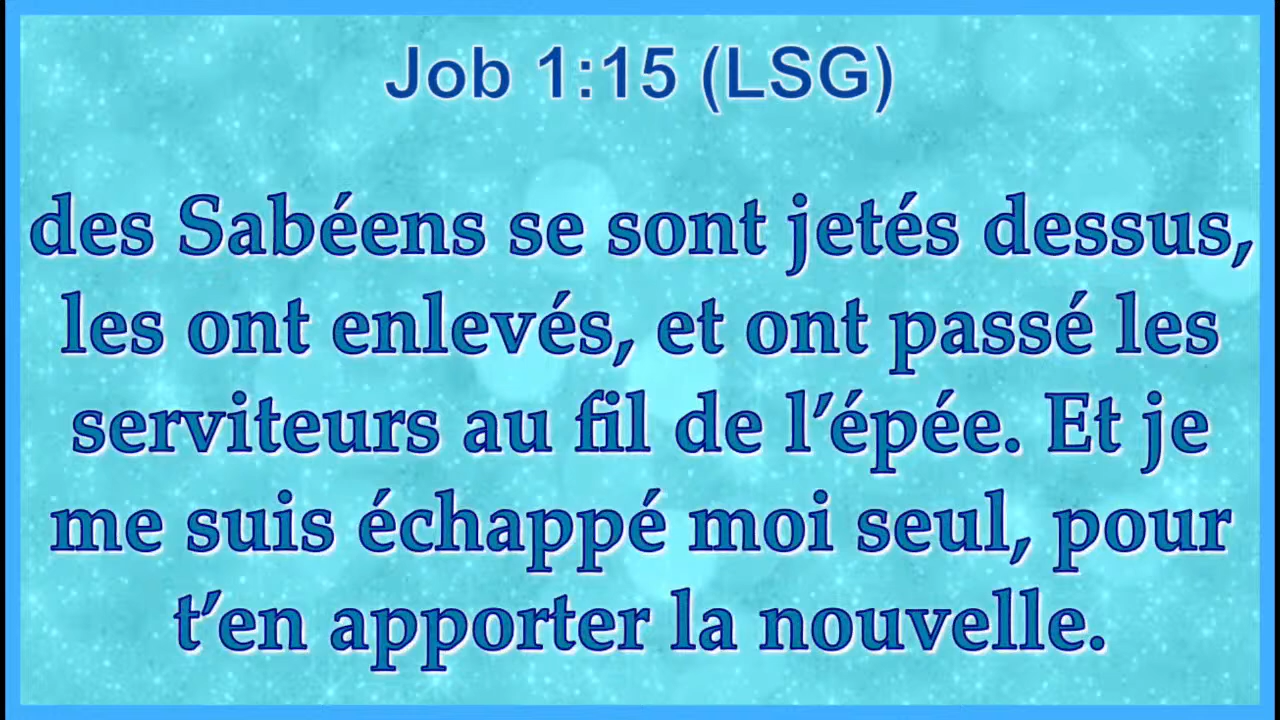 Job 1:15 (LSG)
des Sabéens se sont jetés dessus,
les ont enlevés, et ont passé les
serviteurs au fil de l’épée. Et je
me suis échappé moi seul, pour
t’en apporter la nouvelle.